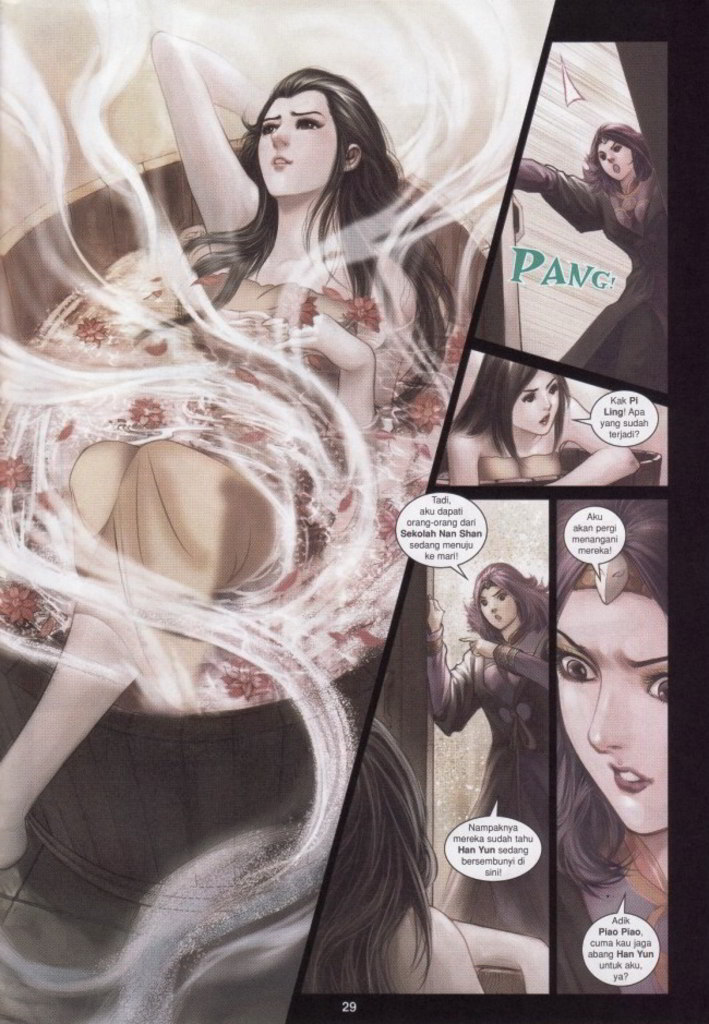 PANG!
Kak Pi
Ling! Apa
yang sudah
terjadi?
Tadi,
aku dapati
orang-orang dari
Sekolah Nan Shan
sedang menuju
ke mari!
Nampaknya
mereka sudah tahu
Han Yun sedang
bersembunyi di
sini!
Aku
akan pergi
menangani
mereka!
Adik
Piao Piao,
cuma kau jaga
abang Han Yun
untuk aku,
ya?
29